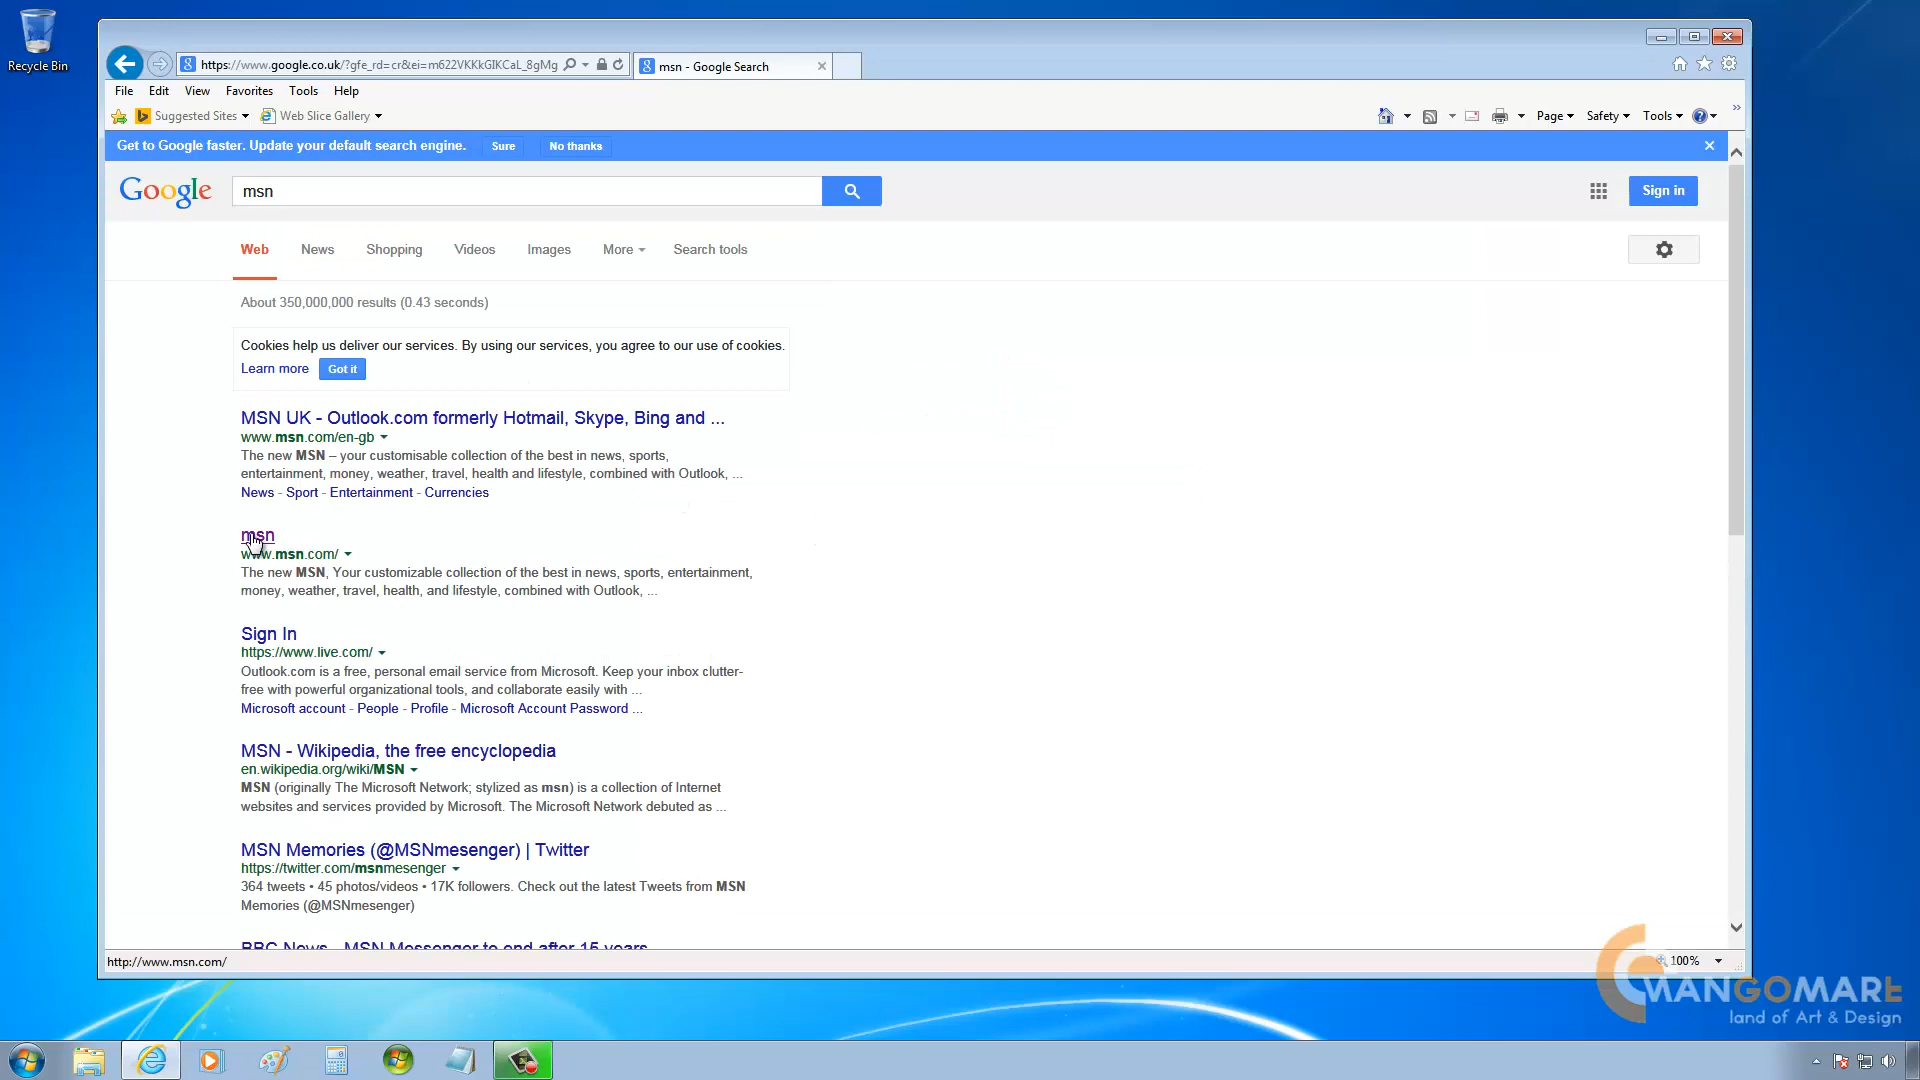 Recycle Bin
https://www.google.co.uk/?gfe_rd=cr&ei=m622VKKkGIKCaL_8gMg
msn - Google Search
File Edit View Favorites Tools Help
Suggested Sites Web Slice Gallery
Page Safety Tools
Get to Google faster. Update your default search engine. Sure No thanks
Google msn Sign in
Web News Shopping Videos Images More Search tools
About 350,000,000 results (0.43 seconds)
Cookies help us deliver our services. By using our services, you agree to our use of cookies.
Learn more Got it
MSN UK - Outlook.com formerly Hotmail, Skype, Bing and ...
www.msn.com/en-gb
The new MSN – your customisable collection of the best in news, sports,
entertainment, money, weather, travel, health and lifestyle, combined with Outlook, ...
News - Sport - Entertainment - Currencies
msn
www.msn.com/
The new MSN, Your customizable collection of the best in news, sports, entertainment,
money, weather, travel, health, and lifestyle, combined with Outlook, ...
Sign In
https://www.live.com/
Outlook.com is a free, personal email service from Microsoft. Keep your inbox clutter-
free with powerful organizational tools, and collaborate easily with ...
Microsoft account - People - Profile - Microsoft Account Password ...
MSN - Wikipedia, the free encyclopedia
en.wikipedia.org/wiki/MSN
MSN (originally The Microsoft Network; stylized as msn) is a collection of Internet
websites and services provided by Microsoft. The Microsoft Network debuted as ...
MSN Memories (@MSNmesenger) | Twitter
https://twitter.com/msnmesenger
364 tweets • 45 photos/videos • 17K followers. Check out the latest Tweets from MSN
Memories (@MSNmesenger)
BBC News - MSN Messenger to end after 15 years
http://www.msn.com/
100%
MANGOMARE
land of Art & Design